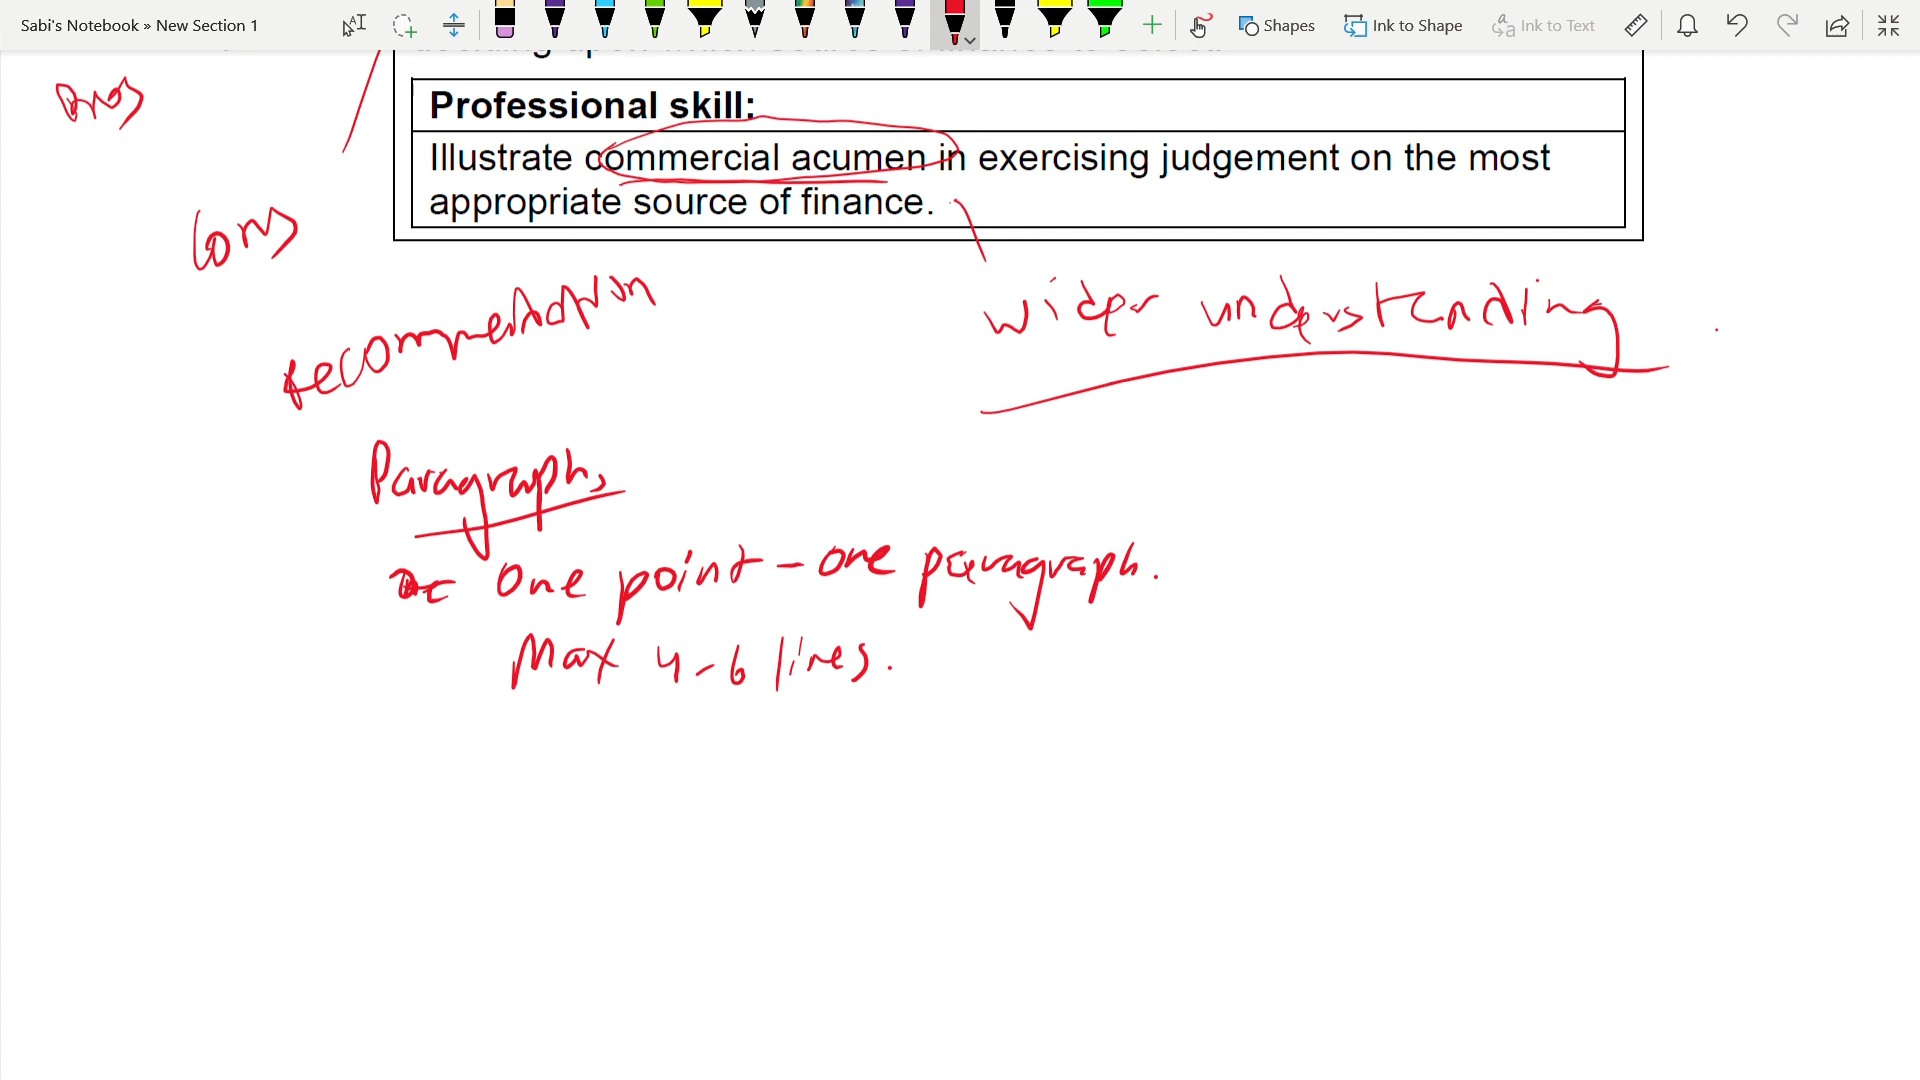 Sabi's Notebook » New Section 1
Shapes
Ink to Shape
Ink to Text
Professional skill:
Illustrate commercial acumen in exercising judgement on the most
appropriate source of finance.
Pros
Cons
recommendation
wider understanding
Paragraphs
One point - one paragraph.
Max 4-6 lines.